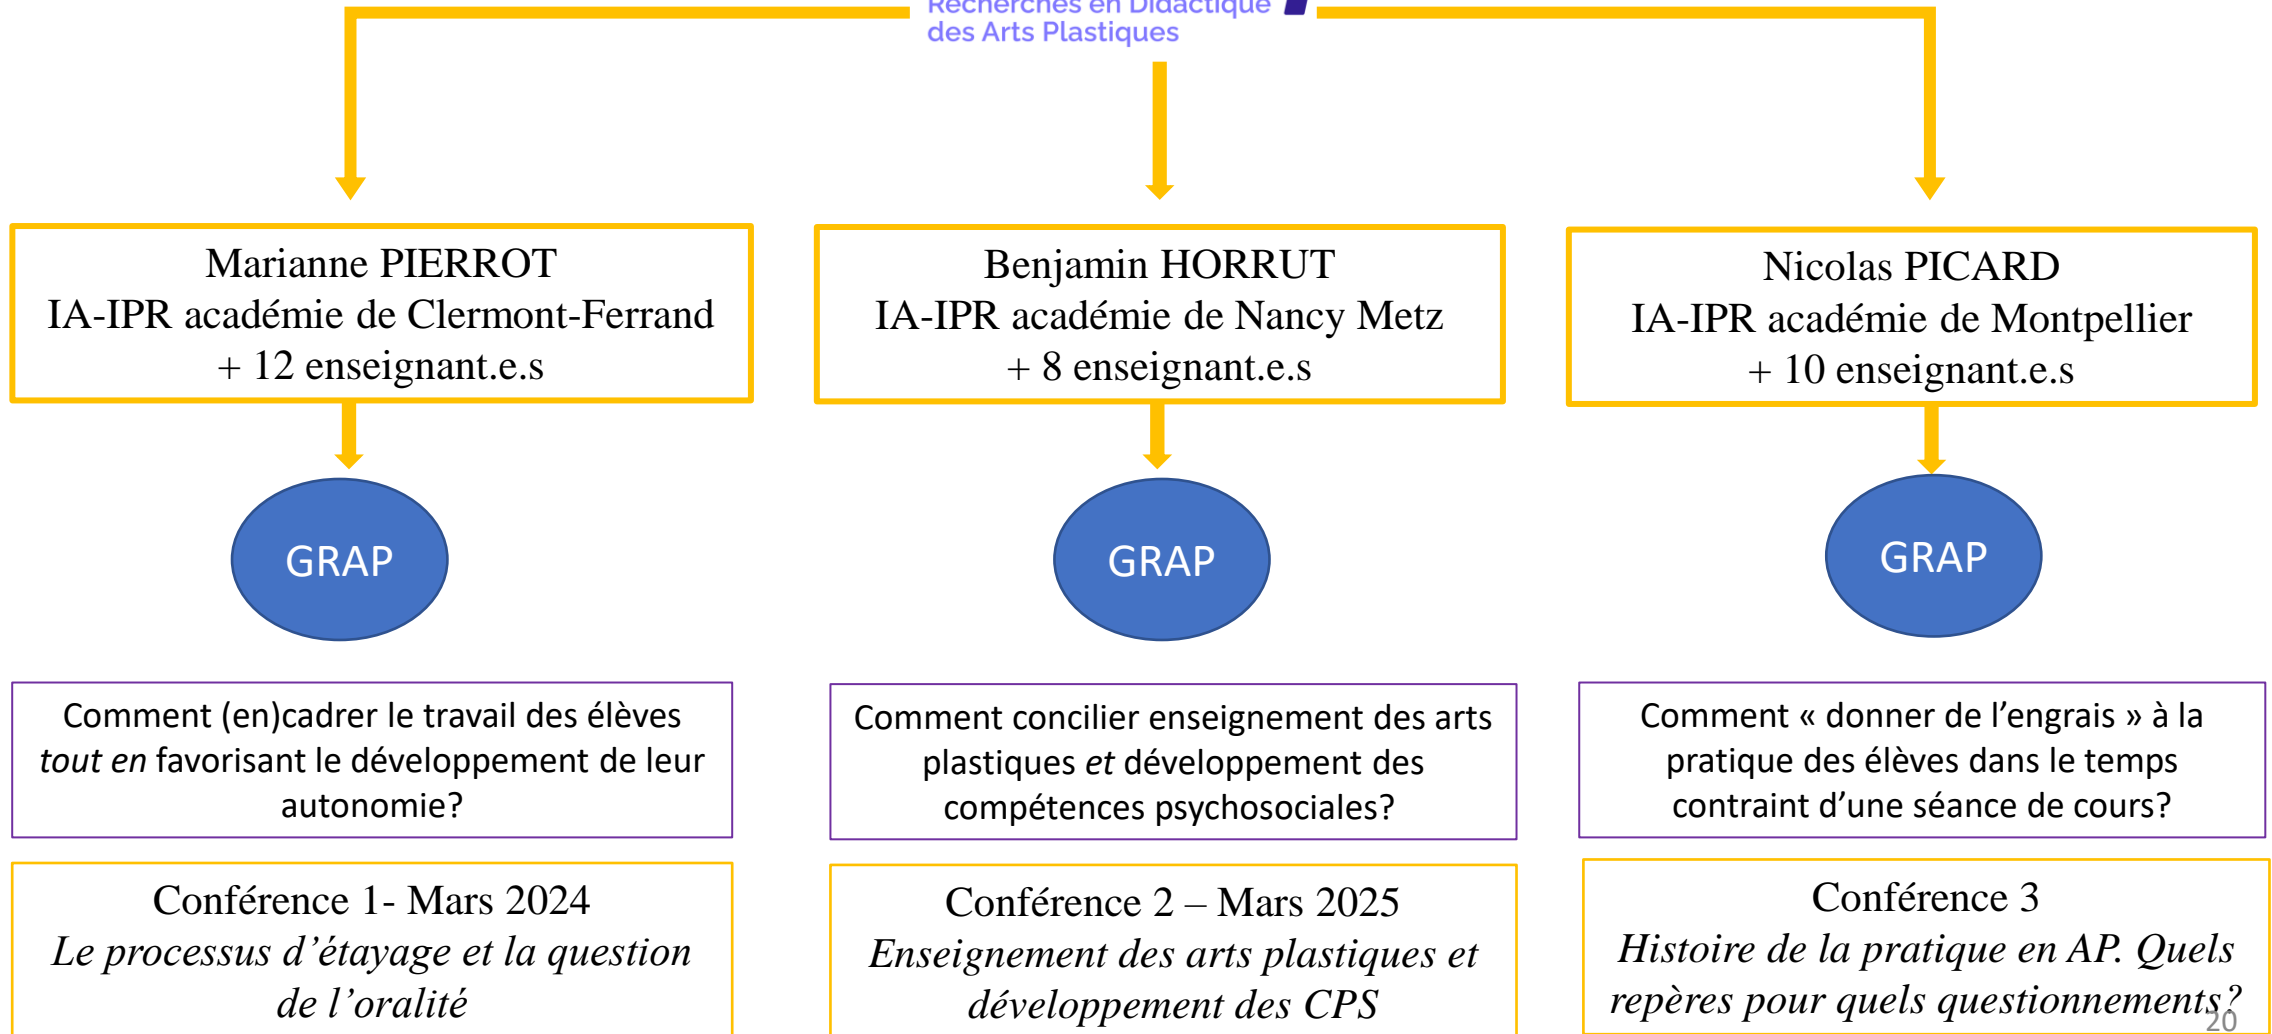 Recherches en Didactique
des Arts Plastiques
Marianne PIERROT
IA-IPR académie de Clermont-Ferrand
+ 12 enseignant.e.s
Benjamin HORRUT
IA-IPR académie de Nancy Metz
+ 8 enseignant.e.s
Nicolas PICARD
IA-IPR académie de Montpellier
+ 10 enseignant.e.s
GRAP
GRAP
GRAP
Comment (en)cadrer le travail des élèves
tout en favorisant le développement de leur
autonomie?
Comment concilier enseignement des arts
plastiques et développement des
compétences psychosociales?
Comment « donner de l’engrais » à la
pratique des élèves dans le temps
contraint d’une séance de cours?
Conférence 1- Mars 2024
Le processus d’étayage et la question
de l’oralité
Conférence 2 – Mars 2025
Enseignement des arts plastiques et
développement des CPS
Conférence 3
Histoire de la pratique en AP. Quels
repères pour quels questionnements?
20